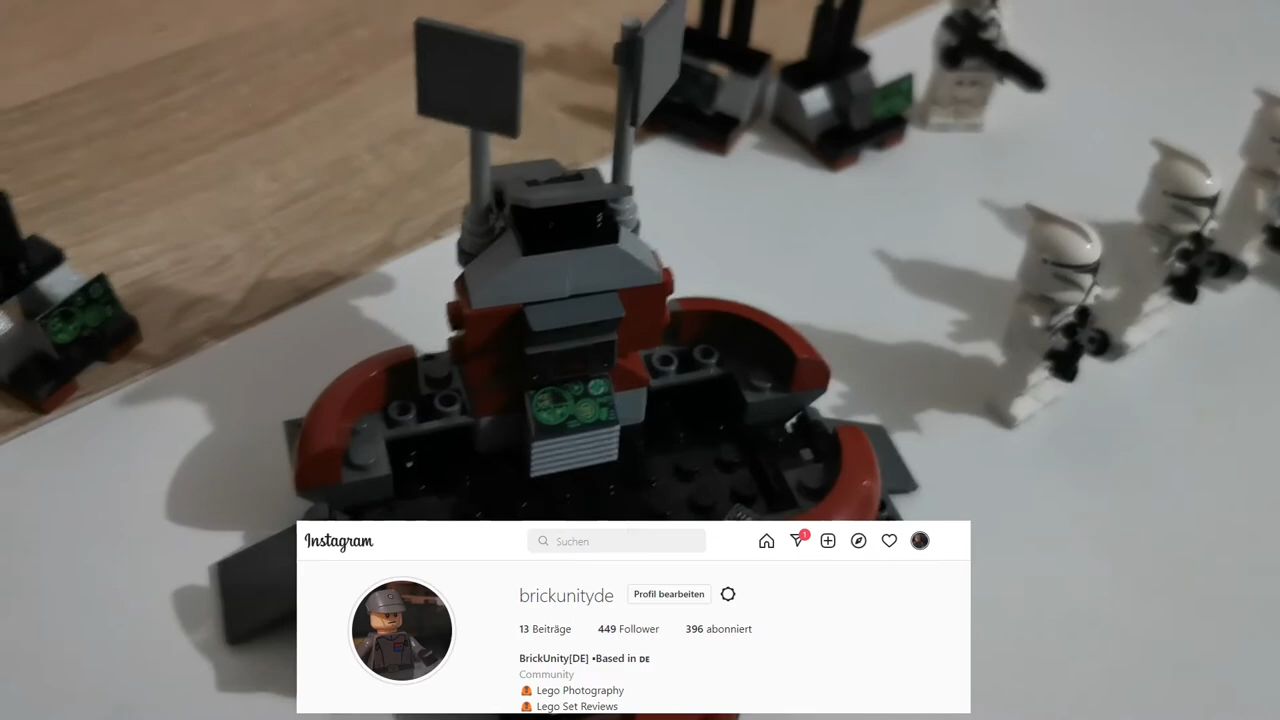 Instagram
Suchen
1
brickunityde
Profil bearbeiten
13 Beiträge 449 Follower 396 abonniert
BrickUnity[DE] •Based in DE
Community
Lego Photography
Lego Set Reviews